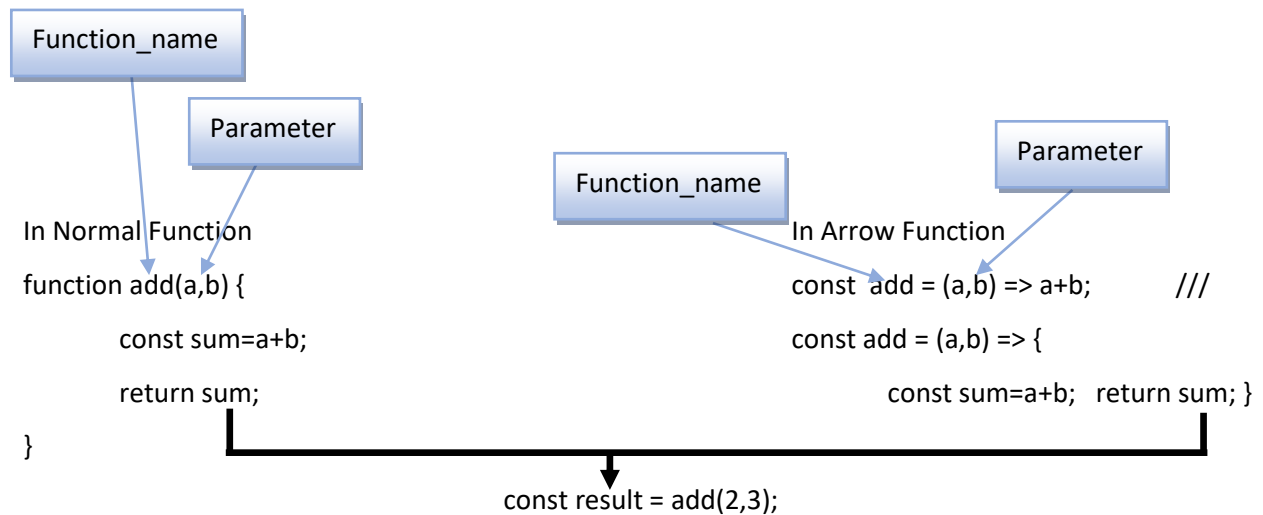 Function_name
Parameter
In Normal Function
function add(a,b) {
const sum=a+b;
return sum;
}
Function_name
Parameter
In Arrow Function
const  add = (a,b) => a+b;          ///
const add = (a,b) => {
const sum=a+b;   return sum; }
const result = add(2,3);